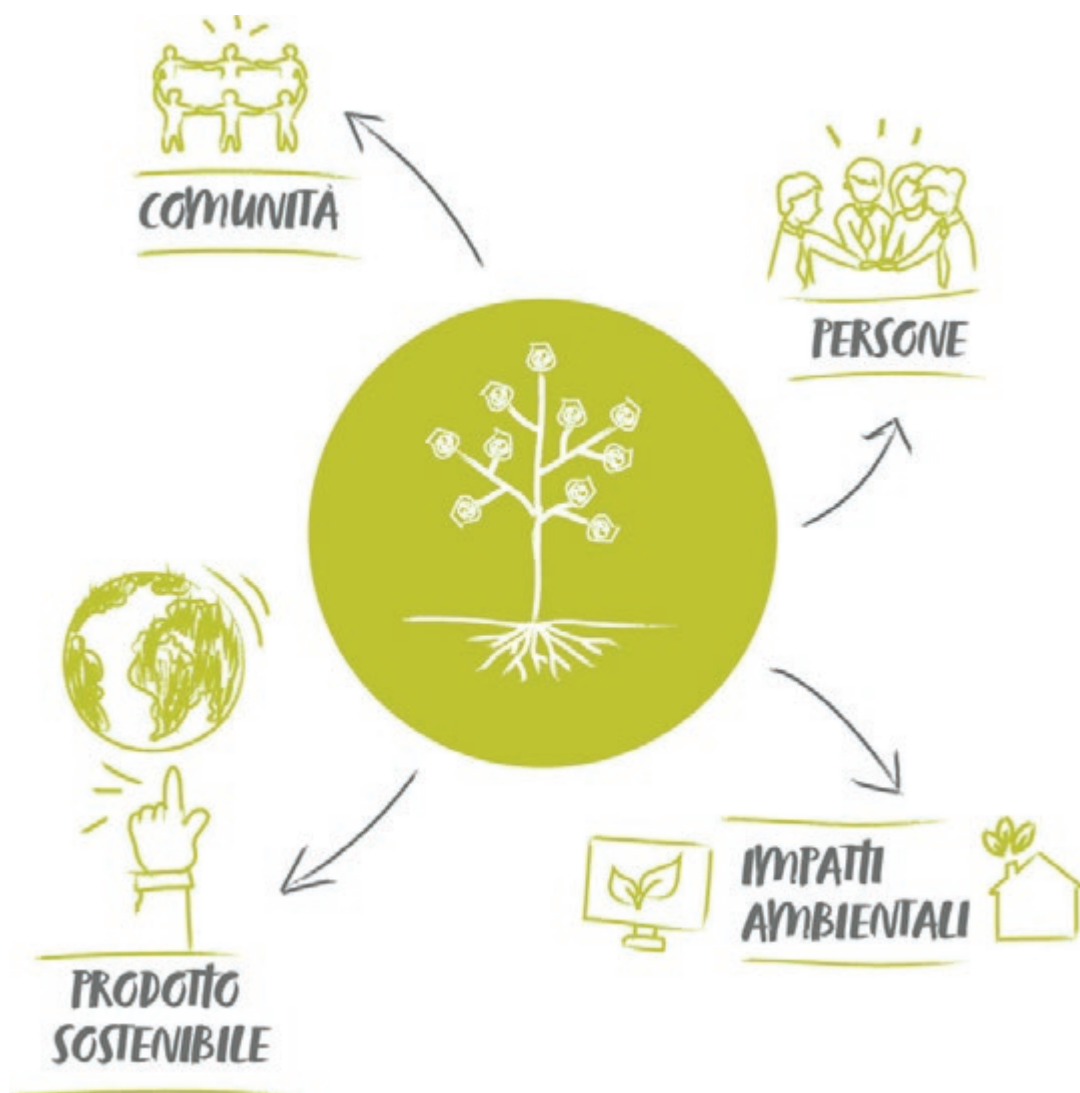 COMUNITÀ
PERSONE
IMPATTI
AMBIENTALI
PRODOTTO
SOSTENIBILE